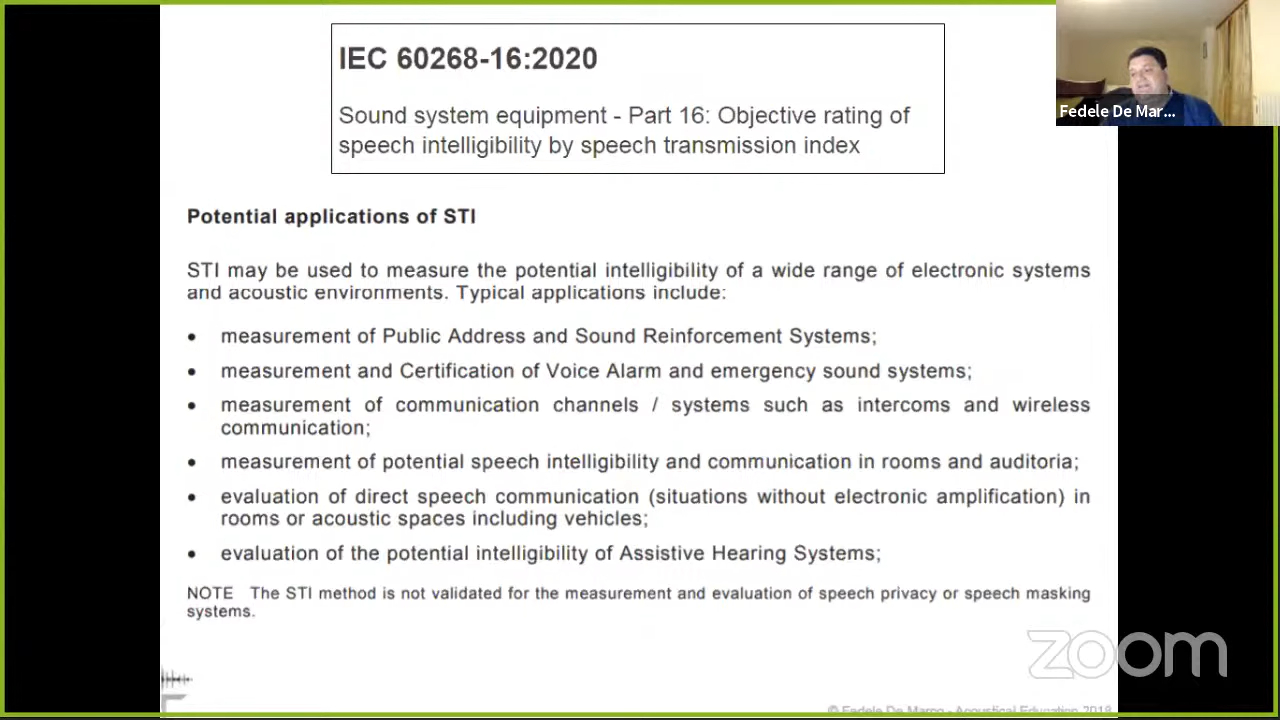 IEC 60268-16:2020
Sound system equipment - Part 16: Objective rating of
speech intelligibility by speech transmission index
Fedele De Mar...
Potential applications of STI
STI may be used to measure the potential intelligibility of a wide range of electronic systems
and acoustic environments. Typical applications include:
• measurement of Public Address and Sound Reinforcement Systems;
• measurement and Certification of Voice Alarm and emergency sound systems;
• measurement of communication channels / systems such as intercoms and wireless
communication;
• measurement of potential speech intelligibility and communication in rooms and auditoria;
• evaluation of direct speech communication (situations without electronic amplification) in
rooms or acoustic spaces including vehicles;
• evaluation of the potential intelligibility of Assistive Hearing Systems;
NOTE The STI method is not validated for the measurement and evaluation of speech privacy or speech masking
systems.
zoom
© Fedele De Marco - Acoustical Education 2018